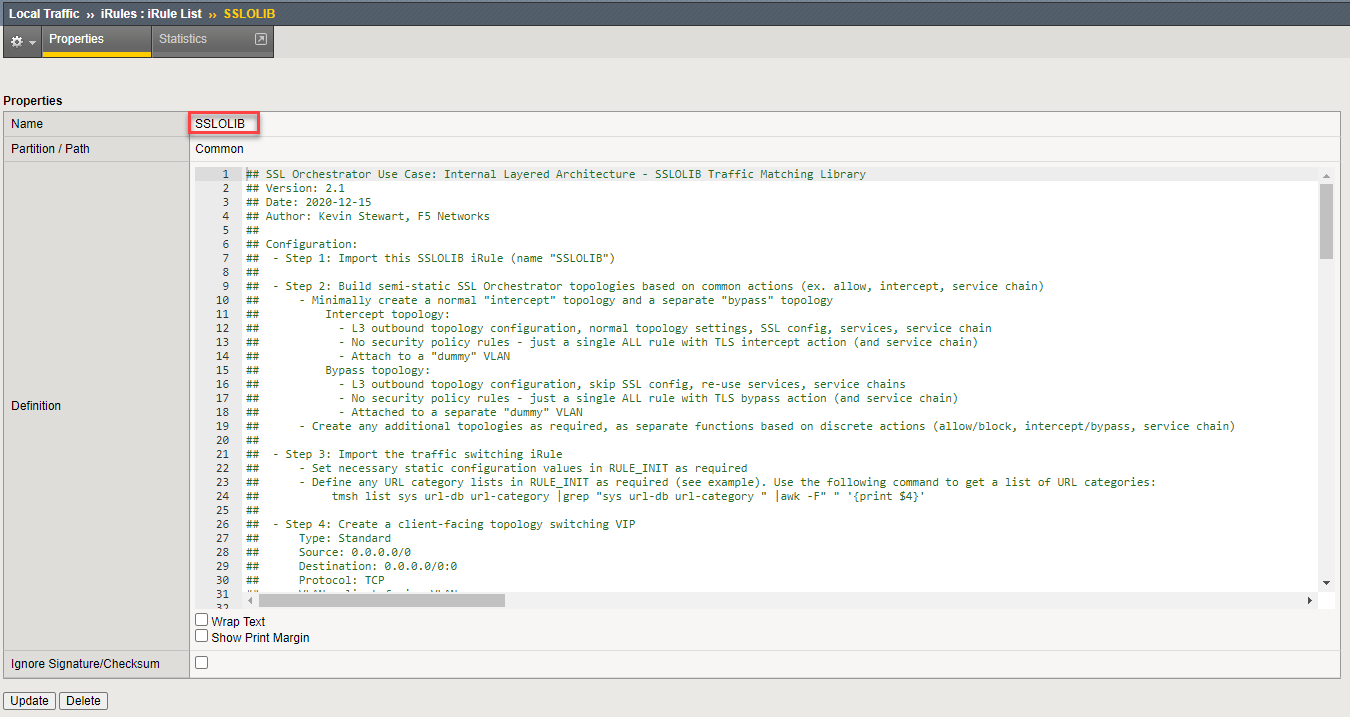 Local Traffic ›› iRules : iRule List ›› SSLOLIB
Properties
Statistics
Properties
Name
SSLOLIB
Partition / Path
Common
Definition
1 ## SSL Orchestrator Use Case: Internal Layered Architecture - SSLOLIB Traffic Matching Library
2 ## Version: 2.1
3 ## Date: 2020-12-15
4 ## Author: Kevin Stewart, F5 Networks
5 ##
6 ## Configuration:
7 ##  - Step 1: Import this SSLOLIB iRule (name "SSLOLIB")
8 ##
9 ##  - Step 2: Build semi-static SSL Orchestrator topologies based on common actions (ex. allow, intercept, service chain)
10 ##      - Minimally create a normal "intercept" topology and a separate "bypass" topology
11 ##          Intercept topology:
12 ##            - L3 outbound topology configuration, normal topology settings, SSL config, services, service chain
13 ##            - No security policy rules - just a single ALL rule with TLS intercept action (and service chain)
14 ##            - Attach to a "dummy" VLAN
15 ##          Bypass topology:
16 ##            - L3 outbound topology configuration, skip SSL config, re-use services, service chains
17 ##            - No security policy rules - just a single ALL rule with TLS bypass action (and service chain)
18 ##            - Attached to a separate "dummy" VLAN
19 ##      - Create any additional topologies as required, as separate functions based on discrete actions (allow/block, intercept/bypass, service chain)
20 ##
21 ##  - Step 3: Import the traffic switching iRule
22 ##      - Set necessary static configuration values in RULE_INIT as required
23 ##      - Define any URL category lists in RULE_INIT as required (see example). Use the following command to get a list of URL categories:
24 ##           tmsh list sys url-db url-category |grep "sys url-db url-category " |awk -F" " '{print $4}'
25 ##
26 ##  - Step 4: Create a client-facing topology switching VIP
27 ##      Type: Standard
28 ##      Source: 0.0.0.0/0
29 ##      Destination: 0.0.0.0/0:0
30 ##      Protocol: TCP
31
32
Wrap Text
Show Print Margin
Ignore Signature/Checksum
Update
Delete